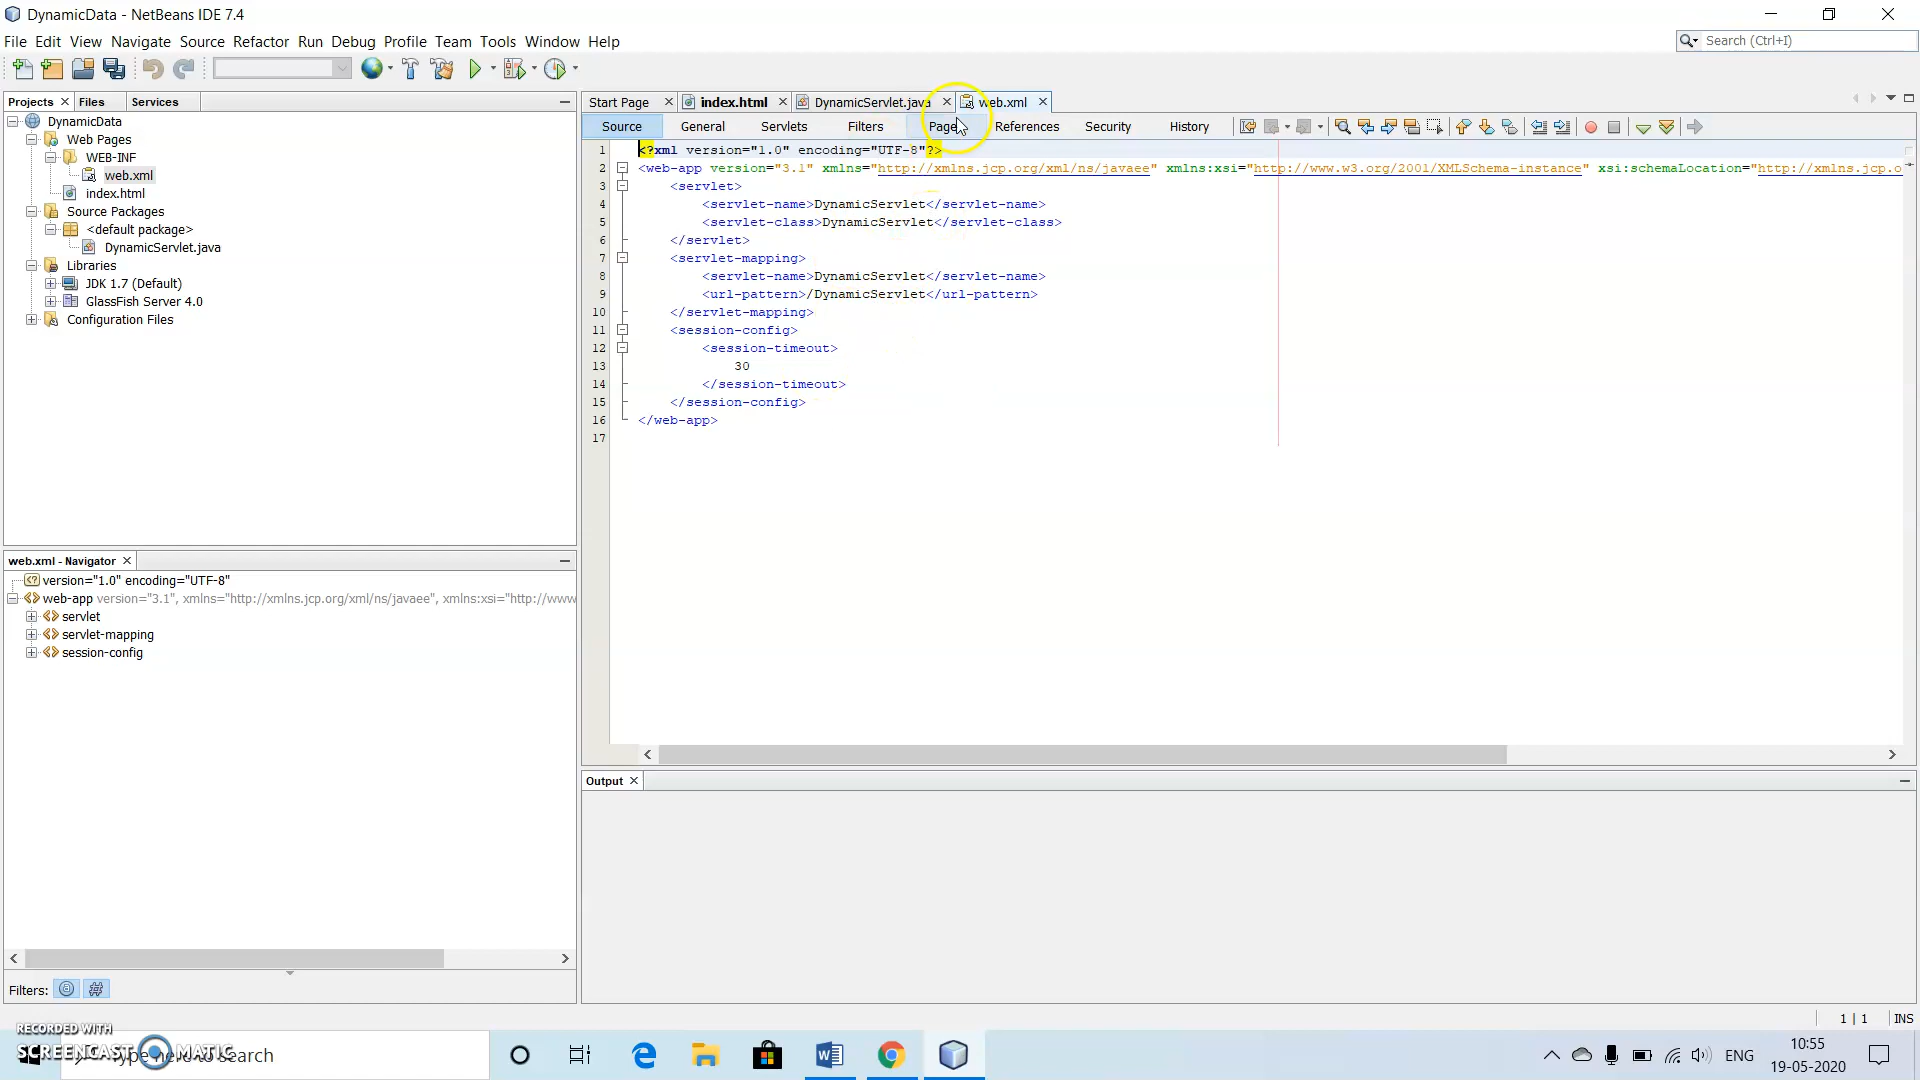 DynamicData - NetBeans IDE 7.4
File Edit View Navigate Source Refactor Run Debug Profile Team Tools Window Help
Search (Ctrl+I)
Projects Files Services
DynamicData
Web Pages
WEB-INF
web.xml
index.html
Source Packages
<default package>
DynamicServlet.java
Libraries
JDK 1.7 (Default)
GlassFish Server 4.0
Configuration Files
web.xml - Navigator
version="1.0" encoding="UTF-8"
web-app version="3.1", xmlns="http://xmlns.jcp.org/xml/ns/javaee", xmlns:xsi="http://www
servlet
servlet-mapping
session-config
Filters:
Start Page index.html DynamicServlet.java web.xml
Source General Servlets Filters Pages References Security History
1 <?xml version="1.0" encoding="UTF-8"?>
2 <web-app version="3.1" xmlns="http://xmlns.jcp.org/xml/ns/javaee" xmlns:xsi="http://www.w3.org/2001/XMLSchema-instance" xsi:schemaLocation="http://xmlns.jcp.o
3 <servlet>
4 <servlet-name>DynamicServlet</servlet-name>
5 <servlet-class>DynamicServlet</servlet-class>
6 </servlet>
7 <servlet-mapping>
8 <servlet-name>DynamicServlet</servlet-name>
9 <url-pattern>/DynamicServlet</url-pattern>
10 </servlet-mapping>
11 <session-config>
12 <session-timeout>
13 30
14 </session-timeout>
15 </session-config>
16 </web-app>
17
Output
1 | 1 INS
RECORDED WITH
SCREENCAST MATIC
Type here to search
ENG
10:55
19-05-2020